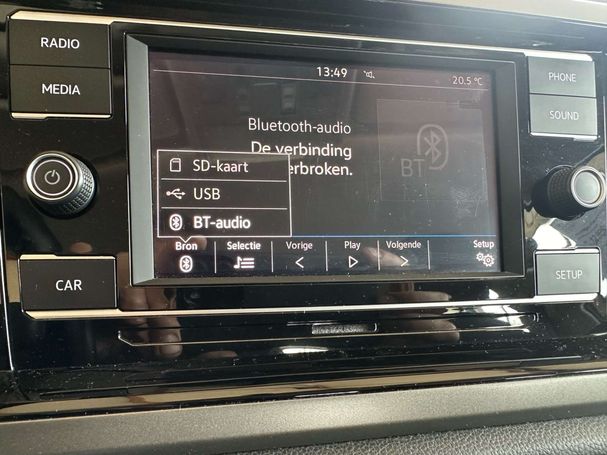 RADIO
MEDIA
CAR
PHONE
SOUND
SETUP
13:49
20.5 °C
Bluetooth-audio
De verbinding
erbroken.
BT
SD-kaart
USB
BT-audio
Bron
Selectie
Vorige
Play
Volgende
Setup